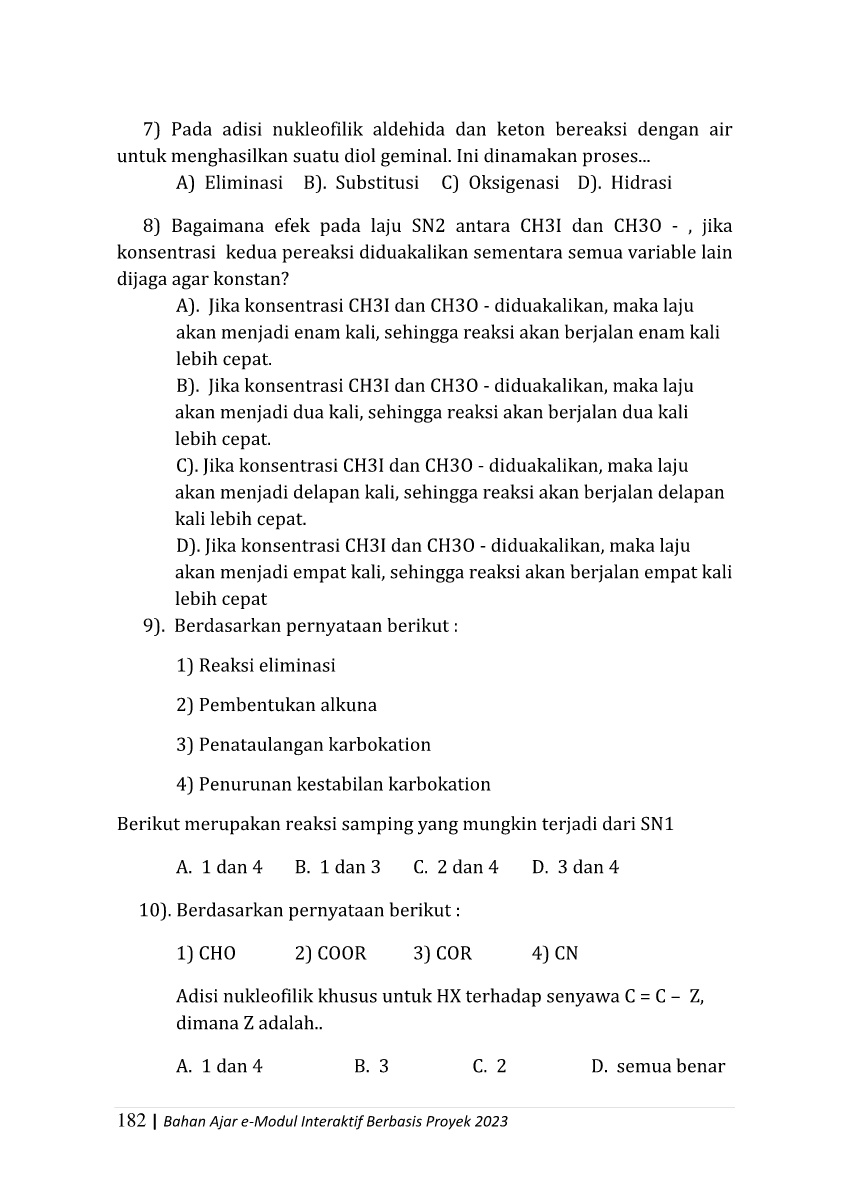 7) Pada adisi nukleofilik aldehida dan keton bereaksi dengan air
untuk menghasilkan suatu diol geminal. Ini dinamakan proses...
A) Eliminasi B). Substitusi C) Oksigenasi D). Hidrasi
8) Bagaimana efek pada laju SN2 antara CH3I dan CH3O - , jika
konsentrasi kedua pereaksi diduakalikan sementara semua variable lain
dijaga agar konstan?
A). Jika konsentrasi CH3I dan CH3O - diduakalikan, maka laju
akan menjadi enam kali, sehingga reaksi akan berjalan enam kali
lebih cepat.
B). Jika konsentrasi CH3I dan CH3O - diduakalikan, maka laju
akan menjadi dua kali, sehingga reaksi akan berjalan dua kali
lebih cepat.
C). Jika konsentrasi CH3I dan CH3O - diduakalikan, maka laju
akan menjadi delapan kali, sehingga reaksi akan berjalan delapan
kali lebih cepat.
D). Jika konsentrasi CH3I dan CH3O - diduakalikan, maka laju
akan menjadi empat kali, sehingga reaksi akan berjalan empat kali
lebih cepat
9). Berdasarkan pernyataan berikut :
1) Reaksi eliminasi
2) Pembentukan alkuna
3) Penataulangan karbokation
4) Penurunan kestabilan karbokation
Berikut merupakan reaksi samping yang mungkin terjadi dari SN1
A. 1 dan 4 B. 1 dan 3 C. 2 dan 4 D. 3 dan 4
10). Berdasarkan pernyataan berikut :
1) CHO 2) COOR 3) COR 4) CN
Adisi nukleofilik khusus untuk HX terhadap senyawa C = C – Z,
dimana Z adalah..
A. 1 dan 4 B. 3 C. 2 D. semua benar
182 | Bahan Ajar e-Modul Interaktif Berbasis Proyek 2023